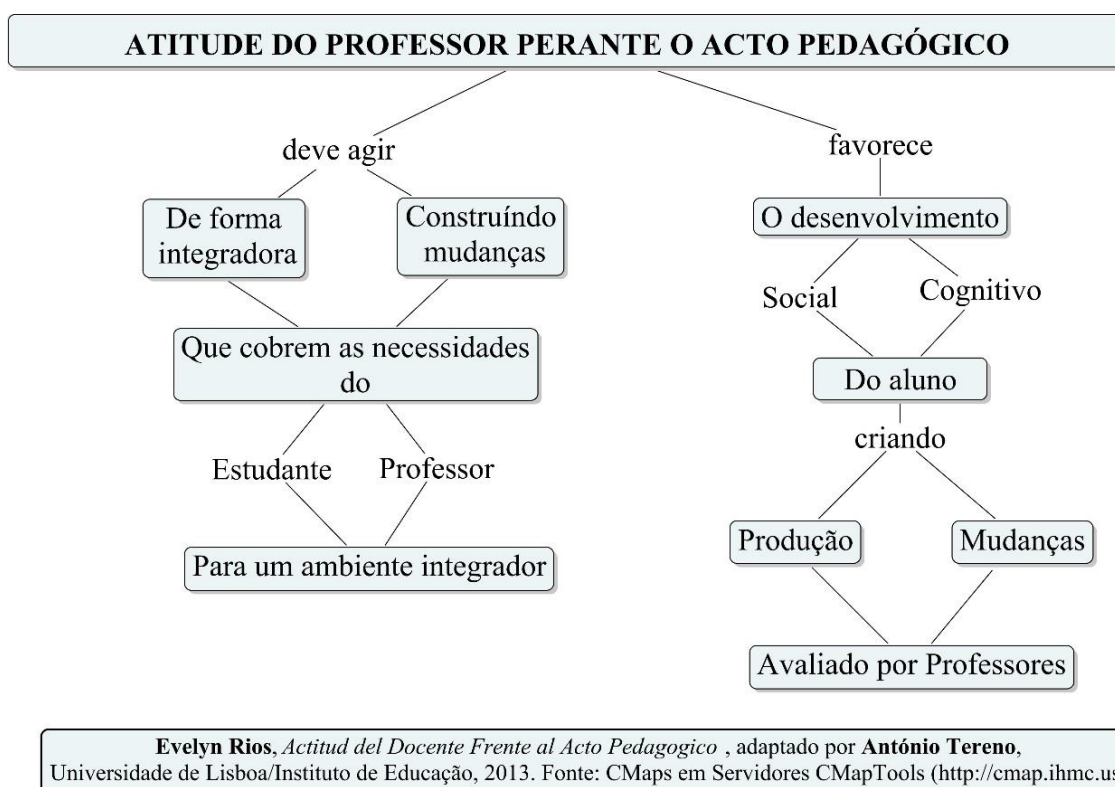 ATITUDE DO PROFESSOR PERANTE O ACTO PEDAGÓGICO
deve agir
favorece
De forma
integradora
Construíndo
mudanças
O desenvolvimento
Social
Cognitivo
Que cobrem as necessidades
do
Do aluno
criando
Estudante
Professor
Produção
Mudanças
Para um ambiente integrador
Avaliado por Professores
Evelyn Rios, Actitud del Docente Frente al Acto Pedagogico , adaptado por António Tereno,
Universidade de Lisboa/Instituto de Educação, 2013. Fonte: CMaps em Servidores CMapTools (http://cmap.ihmc.us